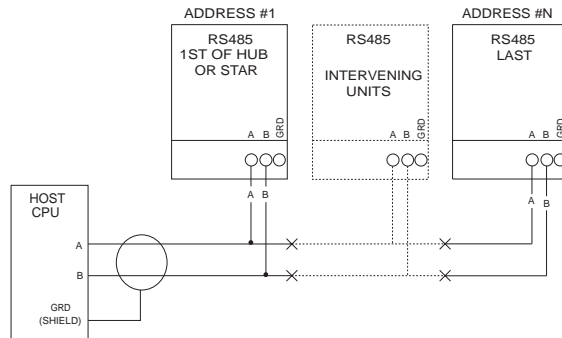 ADDRESS #1
ADDRESS #N
RS485
1ST OF HUB
OR STAR
RS485
INTERVENING
UNITS
RS485
LAST
A B GRD
A B GRD
A B GRD
A B
A B
HOST
CPU
A
B
GRD
(SHIELD)